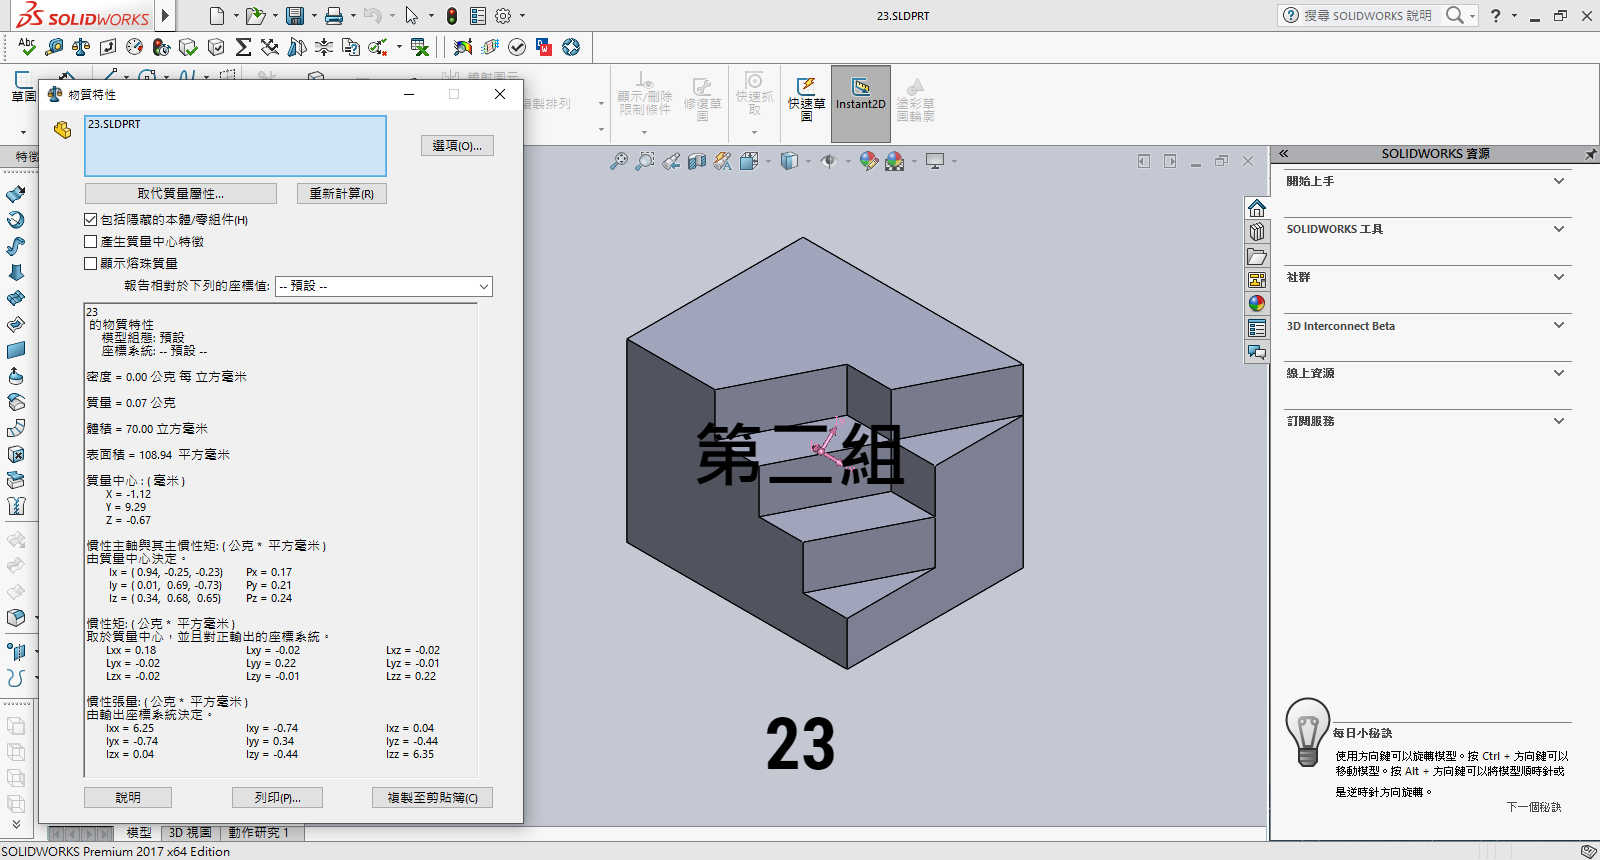 SOLIDWORKS
23.SLDPRT
搜尋 SOLIDWORKS 說明
?
Abc
草圖
鏡射圖元
複製排列
顯示/刪除限制條件
修復草圖
快速抓取
快速草圖
Instant2D
塗彩草圖輪廓
特徵
物質特性
23.SLDPRT
選項(O)...
取代質量屬性...
重新計算(R)
包括隱藏的本體/零組件(H)
產生質量中心特徵
顯示熔珠質量
報告相對於下列的座標值: -- 預設 --
23
的物質特性
模型組態: 預設
座標系統: -- 預設 --
密度 = 0.00 公克 每 立方毫米
質量 = 0.07 公克
體積 = 70.00 立方毫米
表面積 = 108.94 平方毫米
質量中心 : ( 毫米 )
X = -1.12
Y = 9.29
Z = -0.67
慣性主軸與其主慣性矩: ( 公克 * 平方毫米 )
由質量中心決定。
Ix = ( 0.94, -0.25, -0.23) Px = 0.17
Iy = ( 0.01, 0.69, -0.73) Py = 0.21
Iz = ( 0.34, 0.68, 0.65) Pz = 0.24
慣性矩: ( 公克 * 平方毫米 )
取於質量中心，並且對正輸出的座標系統。
Lxx = 0.18 Lxy = -0.02 Lxz = -0.02
Lyx = -0.02 Lyy = 0.22 Lyz = -0.01
Lzx = -0.02 Lzy = -0.01 Lzz = 0.22
慣性張量: ( 公克 * 平方毫米 )
由輸出座標系統決定。
Ixx = 6.25 Ixy = -0.74 Ixz = 0.04
Iyx = -0.74 Iyy = 0.34 Iyz = -0.44
Izx = 0.04 Izy = -0.44 Izz = 6.35
說明
列印(P)...
複製至剪貼簿(C)
第二組
23
SOLIDWORKS 資源
開始上手
SOLIDWORKS 工具
社群
3D Interconnect Beta
線上資源
訂閱服務
每日小秘訣
使用方向鍵可以旋轉模型。按 Ctrl + 方向鍵可以
移動模型。按 Alt + 方向鍵可以將模型順時針或
是逆時針方向旋轉。
下一個秘訣
模型
3D 視圖
動作研究 1
SOLIDWORKS Premium 2017 x64 Edition